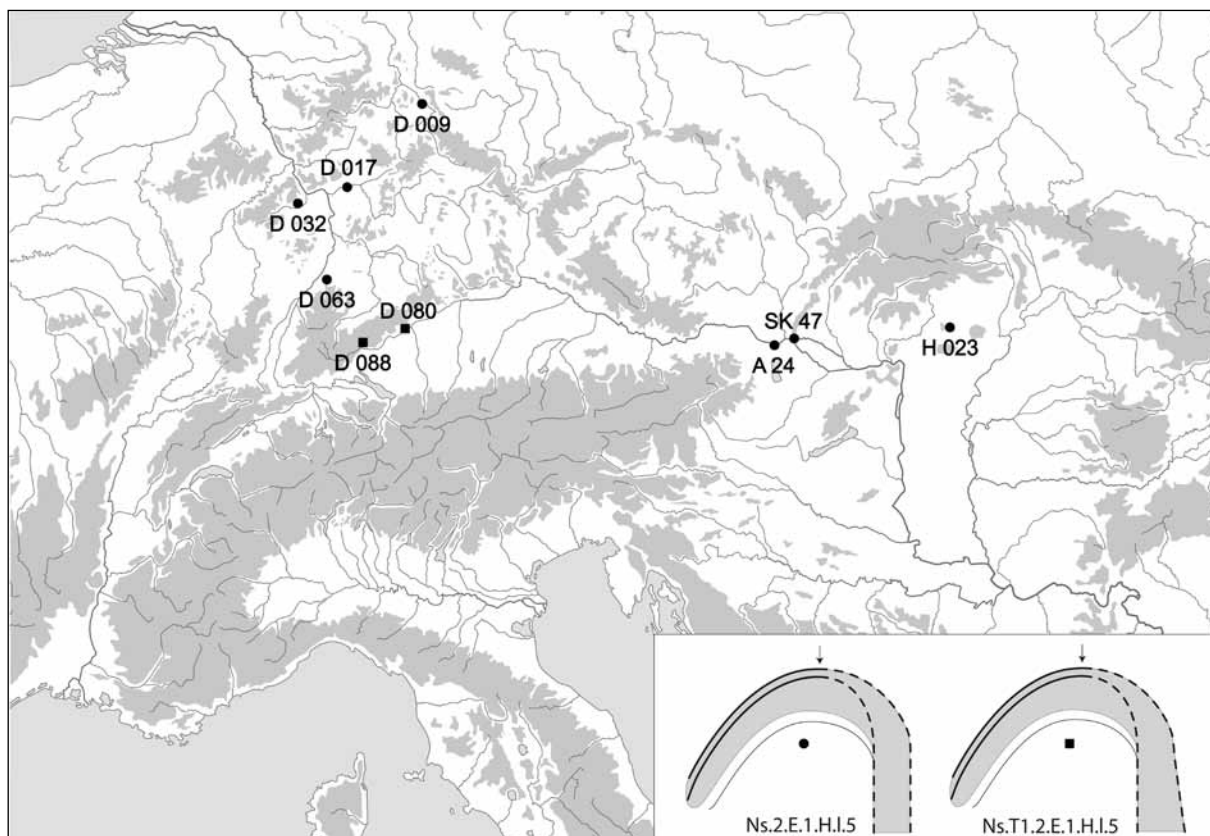 D 009
D 017
D 032
D 063
D 080
D 088
SK 47
A 24
H 023
Ns.2.E.1.H.I.5
Ns.T1.2.E.1.H.I.5